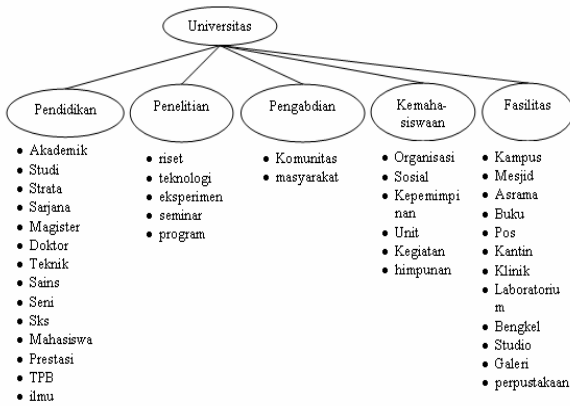 Universitas
Pendidikan
• Akademik
• Studi
• Strata
• Sarjana
• Magister
• Doktor
• Teknik
• Sains
• Seni
• Sks
• Mahasiswa
• Prestasi
• TPB
• ilmu
Penelitian
• riset
• teknologi
• eksperimen
• seminar
• program
Pengabdian
• Komunitas
• masyarakat
Kemaha-
siswaan
• Organisasi
• Sosial
• Kepemimpi
nan
• Unit
• Kegiatan
• himpunan
Fasilitas
• Kampus
• Mesjid
• Asrama
• Buku
• Pos
• Kantin
• Klinik
• Laboratoriu
m
• Bengkel
• Studio
• Galeri
• perpustakaan